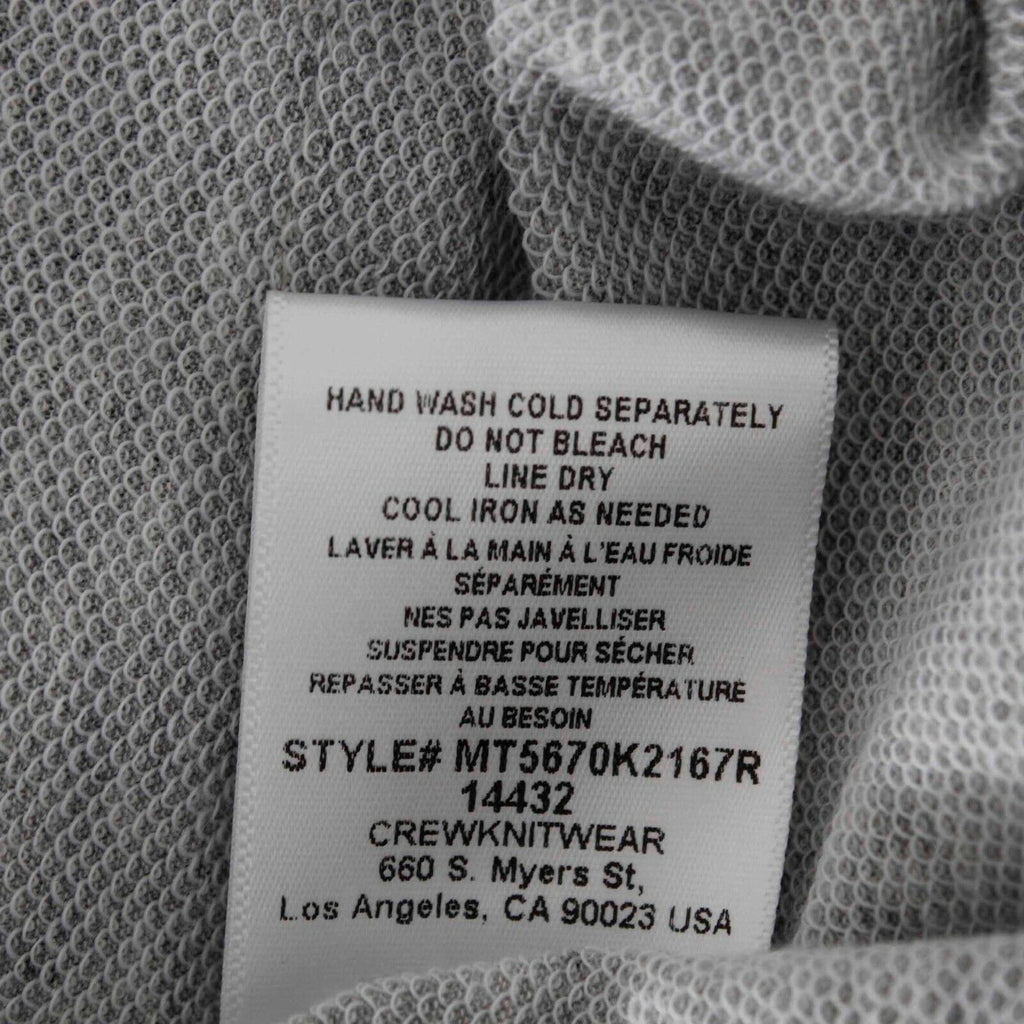 HAND WASH COLD SEPARATELY
DO NOT BLEACH
LINE DRY
COOL IRON AS NEEDED
LAVER À LA MAIN À L'EAU FROIDE
SÉPARÉMENT
NES PAS JAVELLISER
SUSPENDRE POUR SÉCHER
REPASSER À BASSE TEMPÉRATURE
AU BESOIN
STYLE# MT5670K2167R
14432
CREWKNITWEAR
660 S. Myers St,
Los Angeles, CA 90023 USA